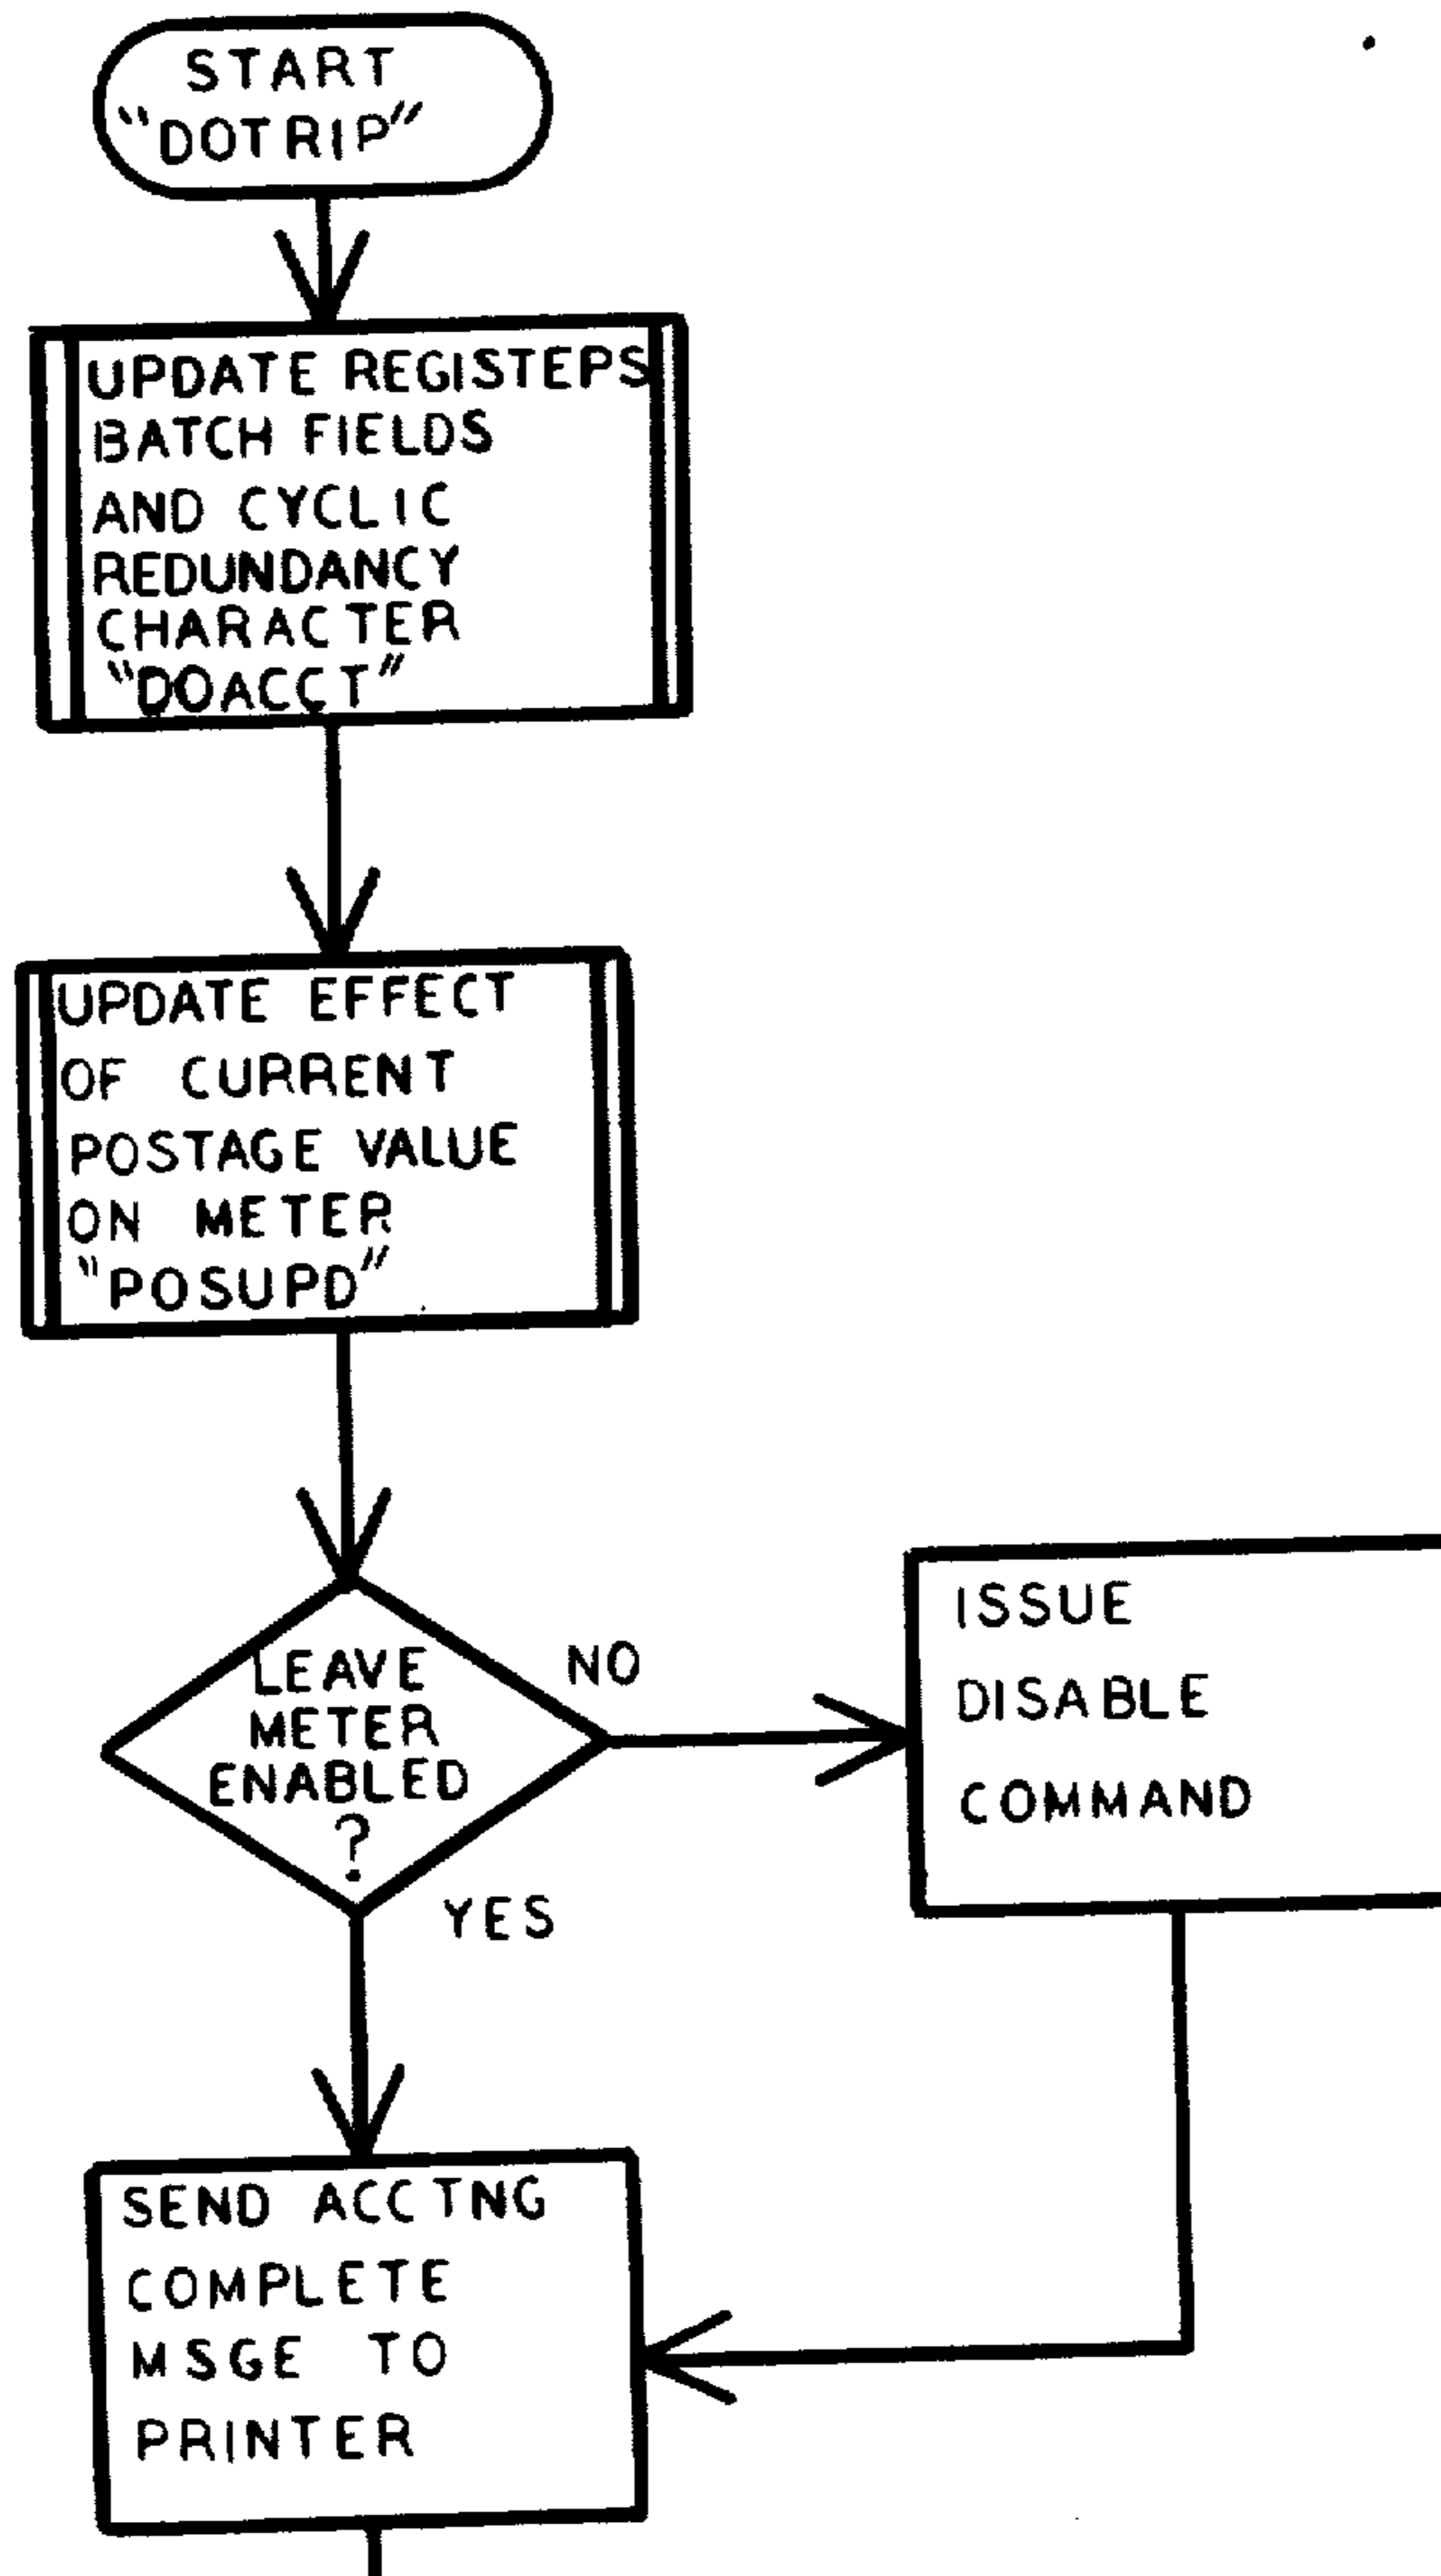 START
"DOTRIP"
UPDATE REGISTEPS
BATCH FIELDS
AND CYCLIC
REDUNDANCY
CHARACTER
"DOACCT"
UPDATE EFFECT
OF CURRENT
POSTAGE VALUE
ON METER
"POSUPD"
LEAVE
METER
ENABLED
?
NO
YES
ISSUE
DISABLE
COMMAND
SEND ACCTNG
COMPLETE
MSGE TO
PRINTER